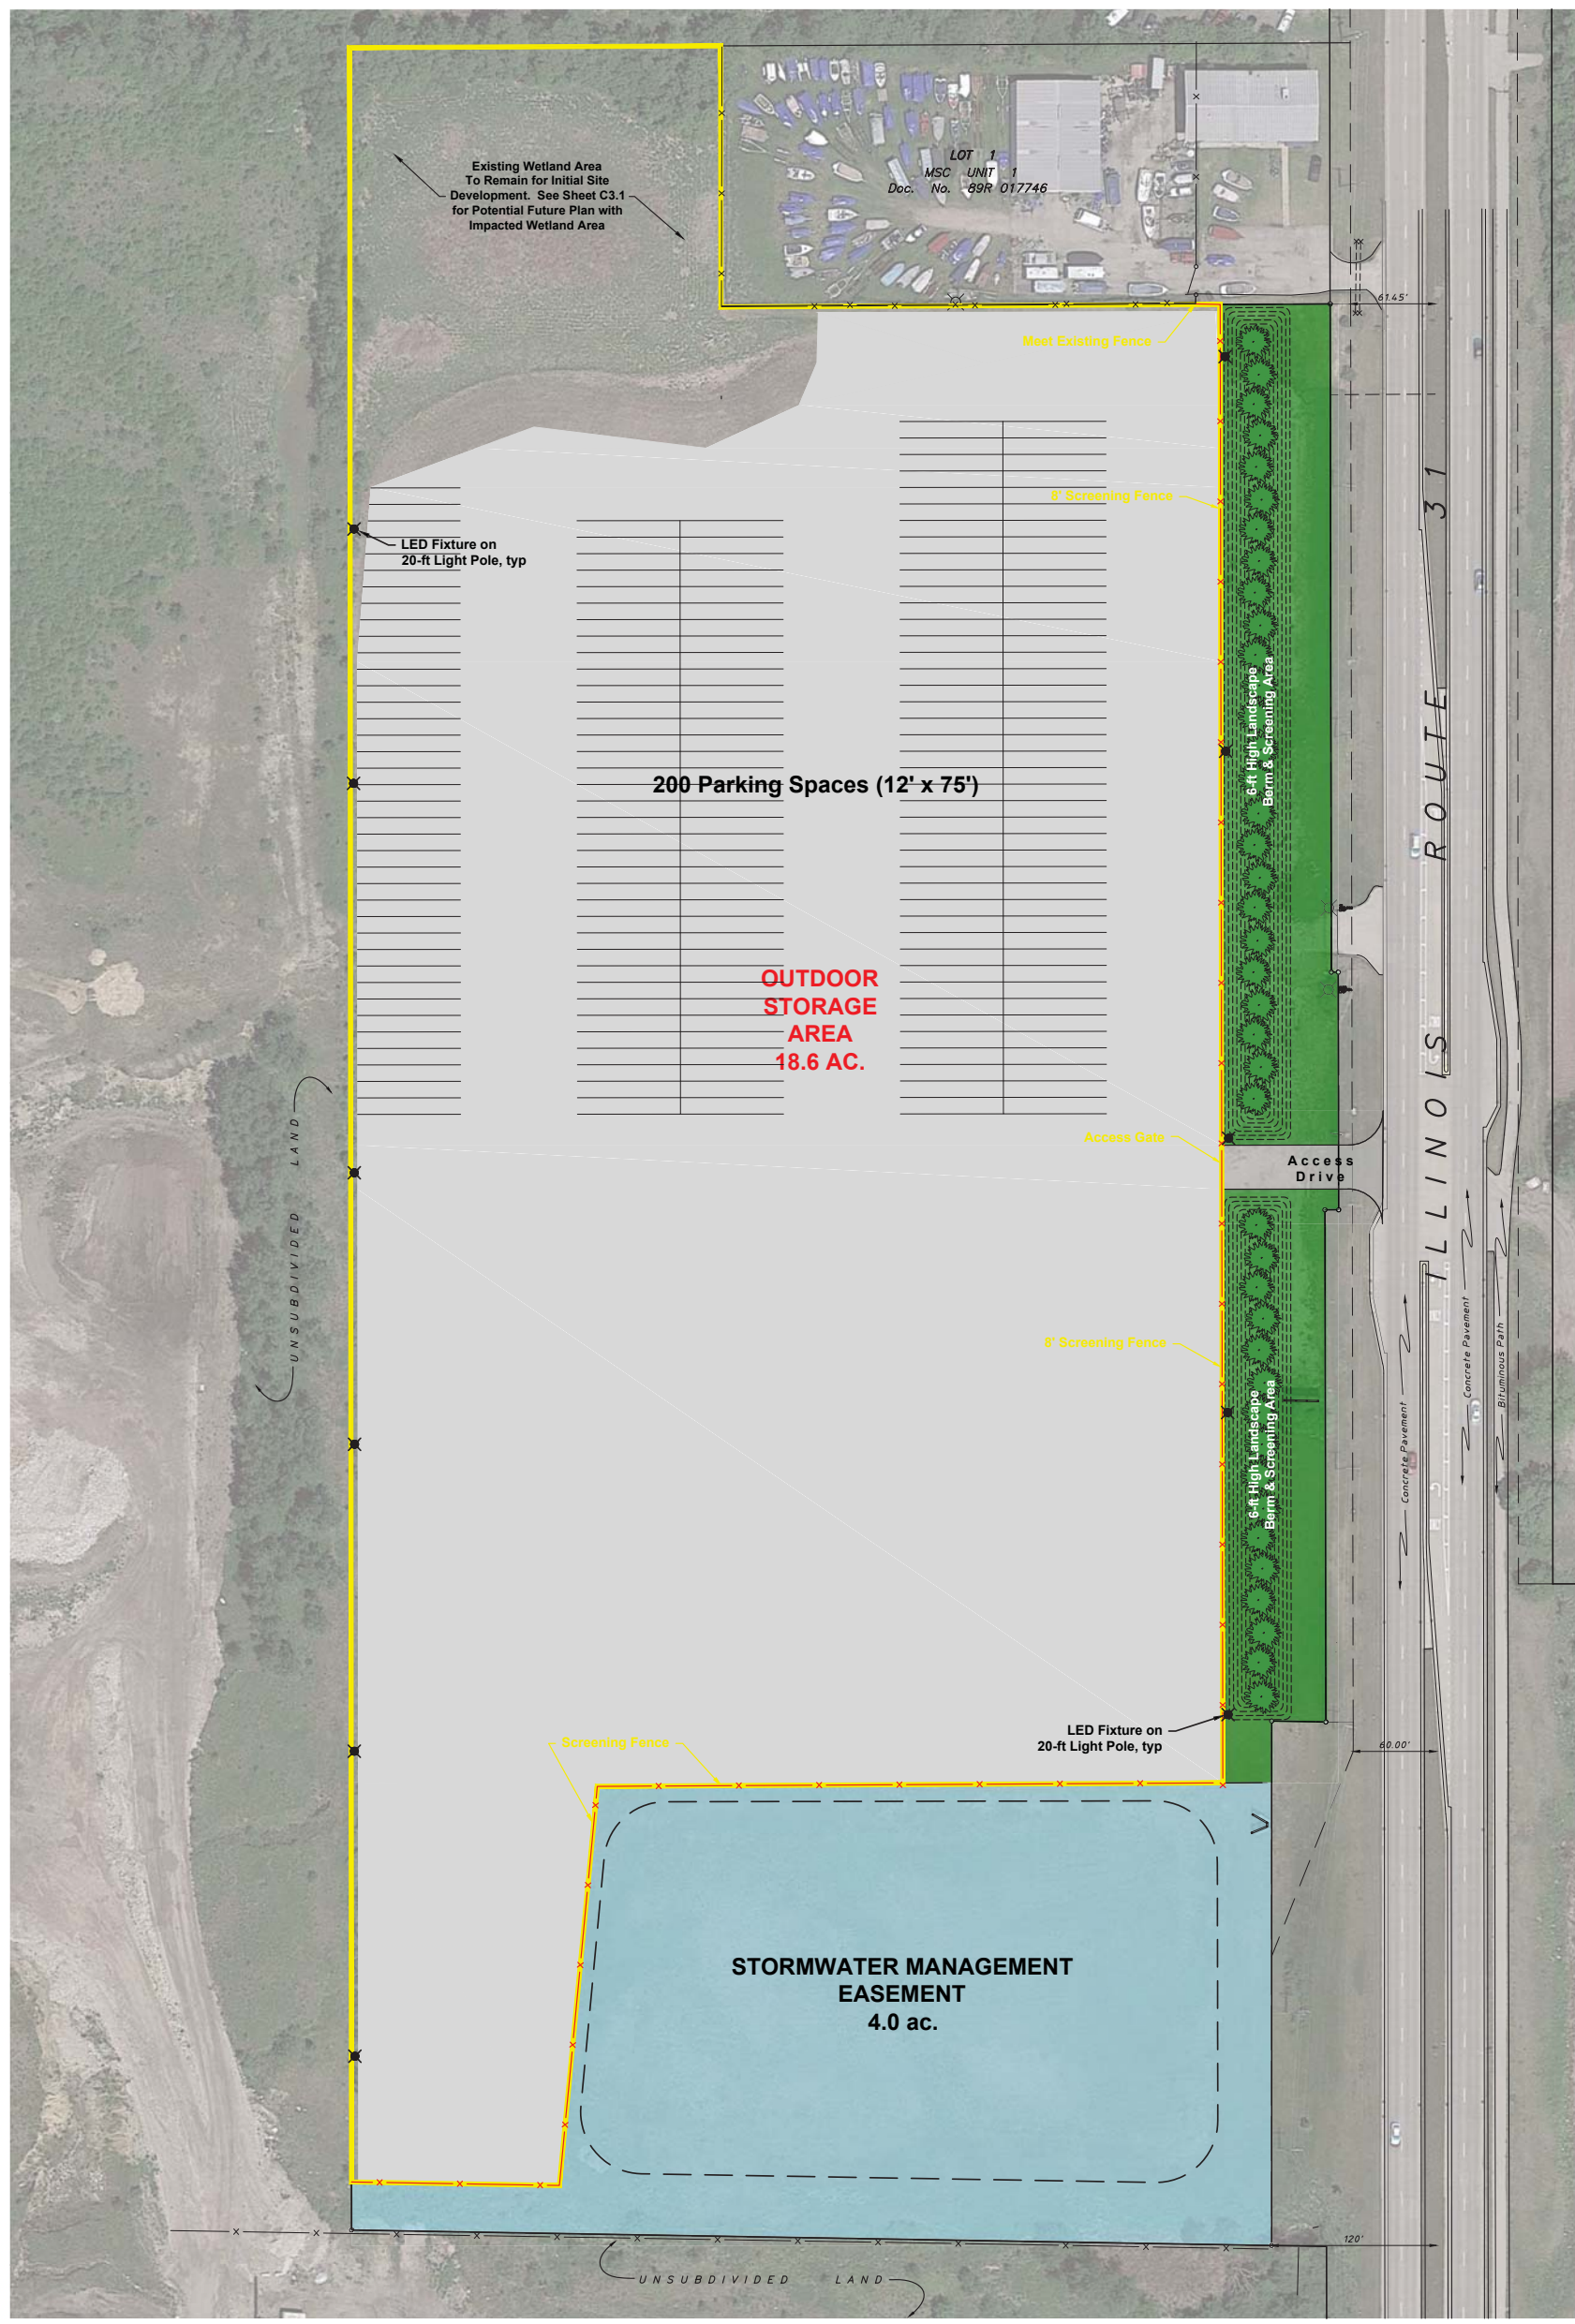 LOT 1
MSC UNIT 1
Doc. No. 89R 017746
Existing Wetland Area
To Remain for Initial Site
Development. See Sheet C3.1
for Potential Future Plan with
Impacted Wetland Area
61.45'
Meet Existing Fence
8' Screening Fence
LED Fixture on
20-ft Light Pole, typ
6-ft High Landscape
Berm & Screening Area
ILLINOIS ROUTE 31
200 Parking Spaces (12' x 75')
OUTDOOR
STORAGE
AREA
18.6 AC.
UNSUBDIVIDED LAND
Access Gate
Access
Drive
8' Screening Fence
6-ft High Landscape
Berm & Screening Area
Concrete Pavement
Concrete Pavement
Bituminous Path
LED Fixture on
20-ft Light Pole, typ
Screening Fence
60.00'
STORMWATER MANAGEMENT
EASEMENT
4.0 ac.
120'
UNSUBDIVIDED LAND